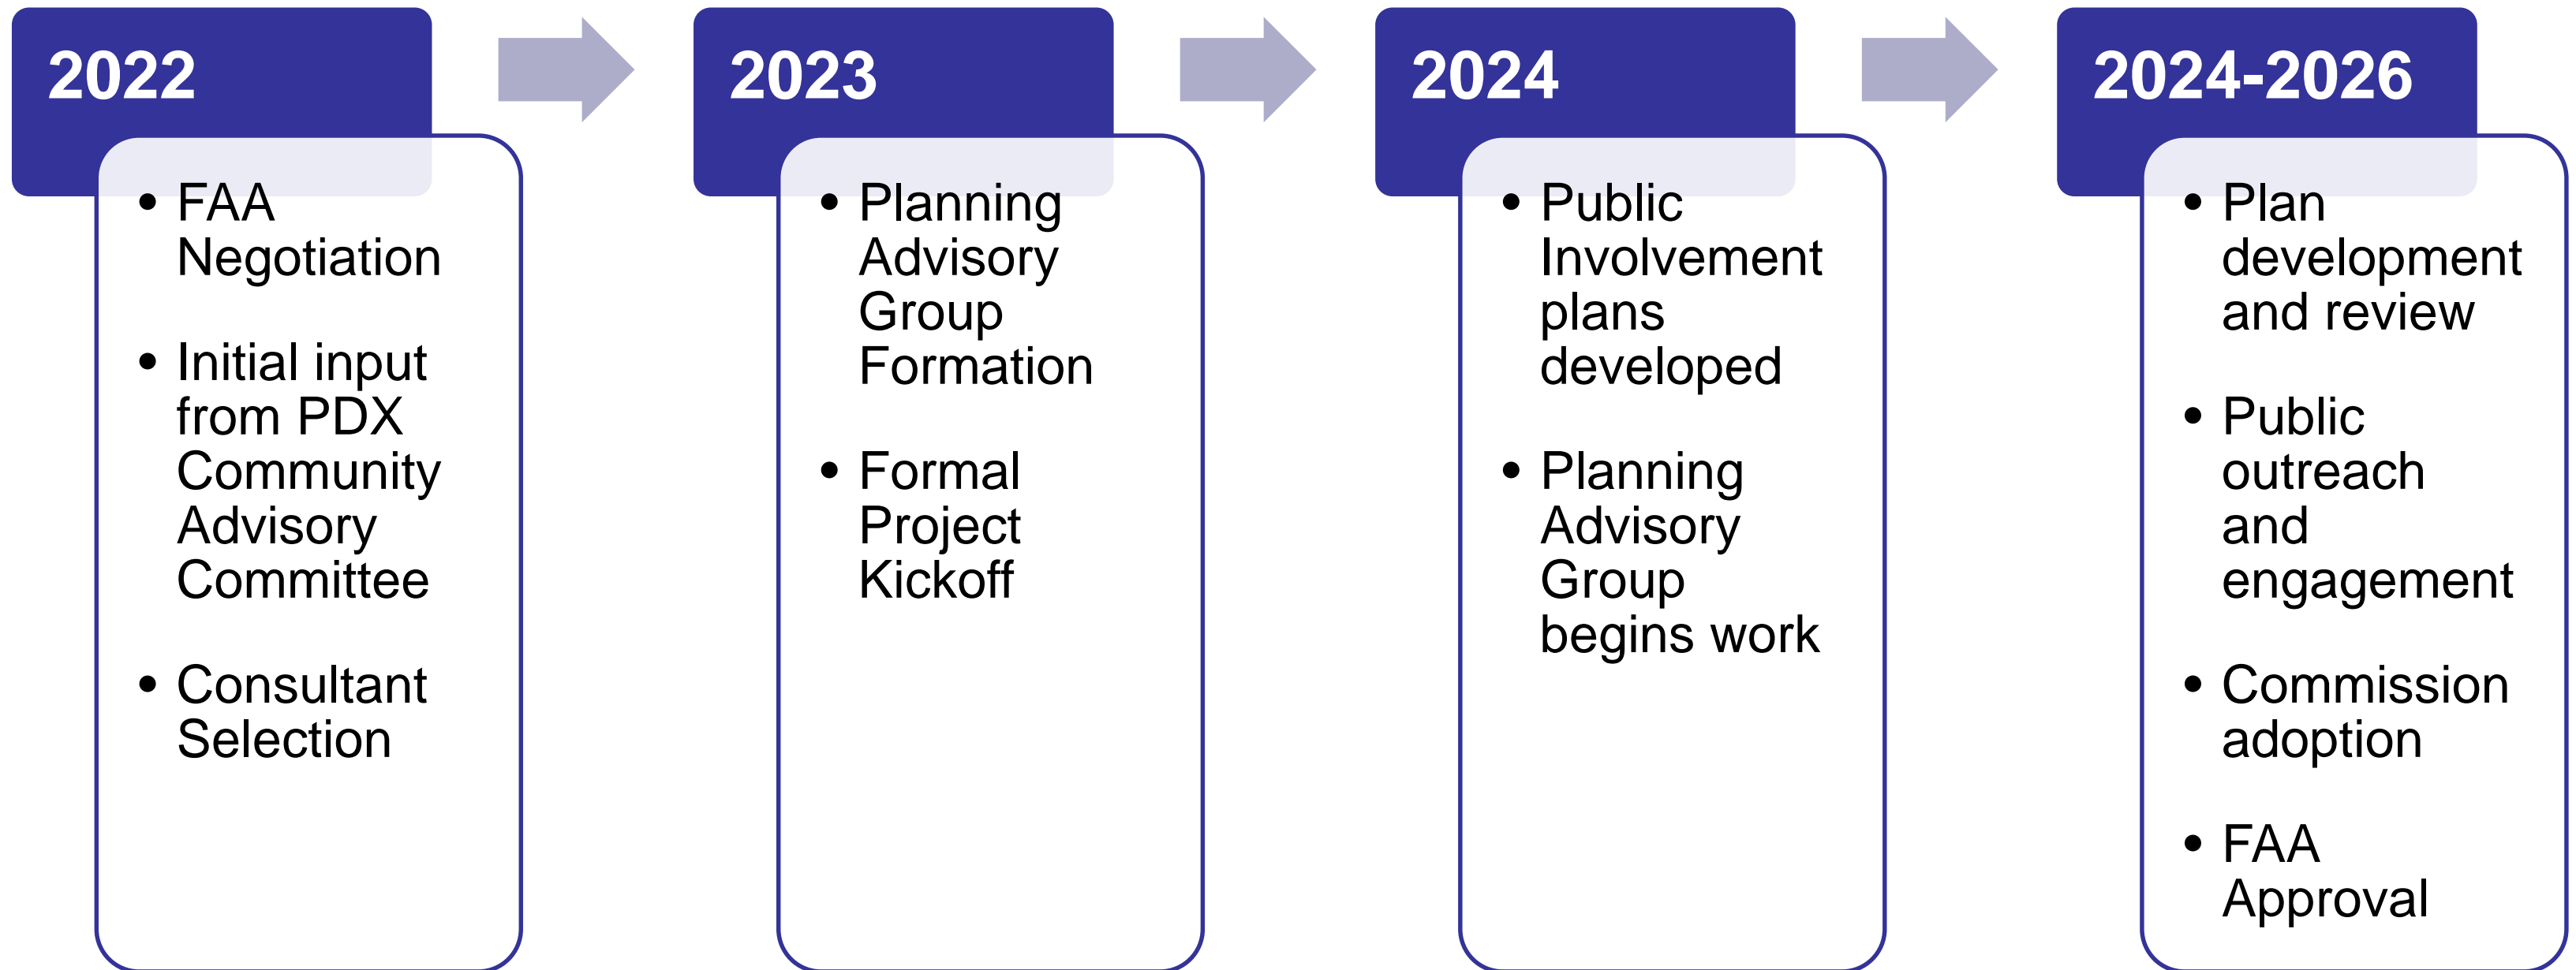 2022
• FAA
Negotiation
• Initial input
from PDX
Community
Advisory
Committee
• Consultant
Selection
2023
• Planning
Advisory
Group
Formation
• Formal
Project
Kickoff
2024
• Public
Involvement
plans
developed
• Planning
Advisory
Group
begins work
2024-2026
• Plan
development
and review
• Public
outreach
and
engagement
• Commission
adoption
• FAA
Approval